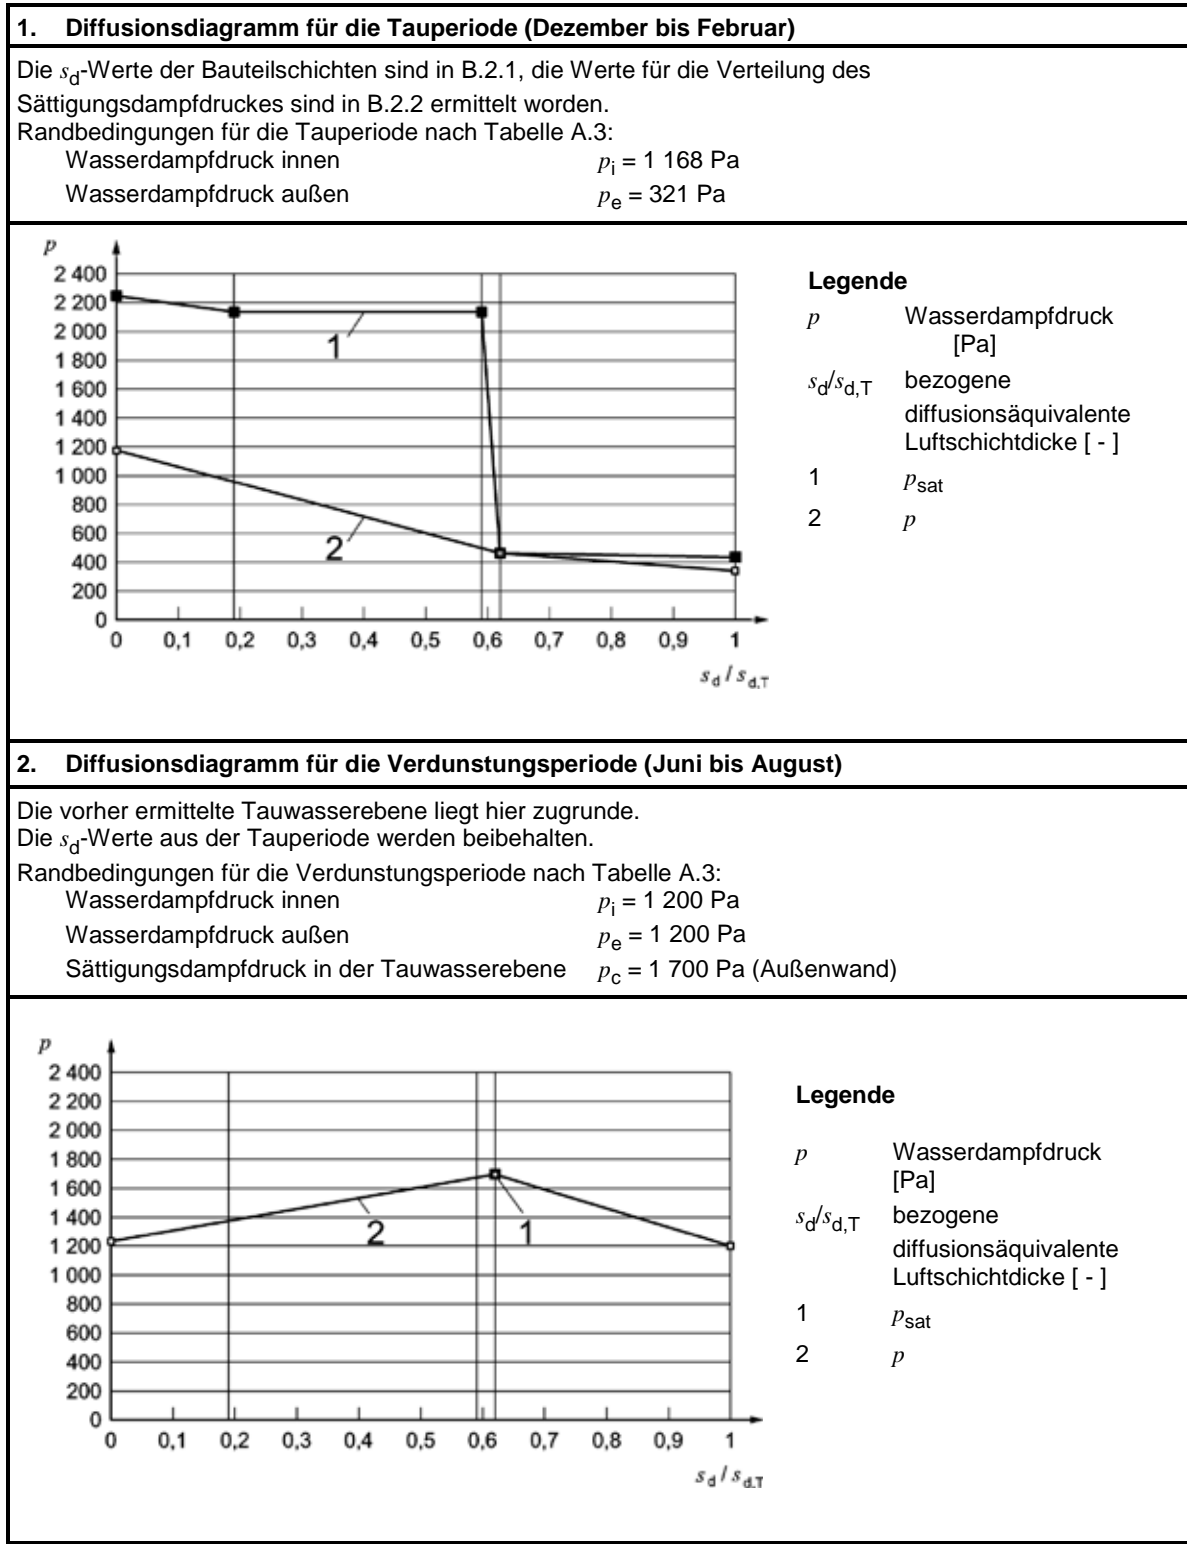 1. Diffusionsdiagramm für die Tauperiode (Dezember bis Februar)
Die sd-Werte der Bauteilschichten sind in B.2.1, die Werte für die Verteilung des
Sättigungsdampfdruckes sind in B.2.2 ermittelt worden.
Randbedingungen für die Tauperiode nach Tabelle A.3:
Wasserdampfdruck innen pi = 1 168 Pa
Wasserdampfdruck außen pe = 321 Pa
p
2 400
2 200
2 000
1 800
1 600
1 400
1 200
1 000
800
600
400
200
0
1
2
0 0,1 0,2 0,3 0,4 0,5 0,6 0,7 0,8 0,9 1
sd / sd,T
Legende
p Wasserdampfdruck
[Pa]
sd/sd,T bezogene
diffusionsäquivalente
Luftschichtdicke [ - ]
1 psat
2 p
2. Diffusionsdiagramm für die Verdunstungsperiode (Juni bis August)
Die vorher ermittelte Tauwasserebene liegt hier zugrunde.
Die sd-Werte aus der Tauperiode werden beibehalten.
Randbedingungen für die Verdunstungsperiode nach Tabelle A.3:
Wasserdampfdruck innen pi = 1 200 Pa
Wasserdampfdruck außen pe = 1 200 Pa
Sättigungsdampfdruck in der Tauwasserebene pc = 1 700 Pa (Außenwand)
p
2 400
2 200
2 000
1 800
1 600
1 400
1 200
1 000
800
600
400
200
0
2 1
0 0,1 0,2 0,3 0,4 0,5 0,6 0,7 0,8 0,9 1
sd / sd,T
Legende
p Wasserdampfdruck
[Pa]
sd/sd,T bezogene
diffusionsäquivalente
Luftschichtdicke [ - ]
1 psat
2 p